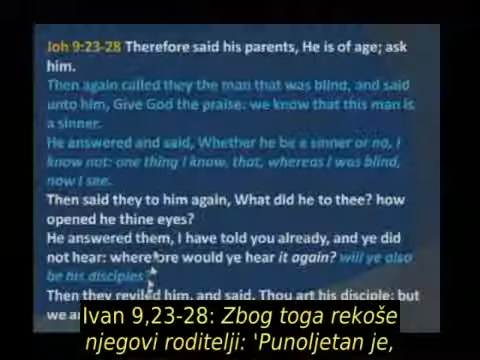 Joh 9:23-28 Therefore said his parents, He is of age; ask
him.
Then again called they the man that was blind, and said
unto him, Give God the praise: we know that this man is
a sinner.
He answered and said, Whether he be a sinner or no, I
know not: one thing I know, that, whereas I was blind,
now I see.
Then said they to him again, What did he to thee? how
opened he thine eyes?
He answered them, I have told you already, and ye did
not hear: wherefore would ye hear it again? will ye also
be his disciples?
Then they reviled him, and said, Thou art his disciple; but
we
Ivan 9,23-28: Zbog toga rekoše
njegovi roditelji: 'Punoljetan je,